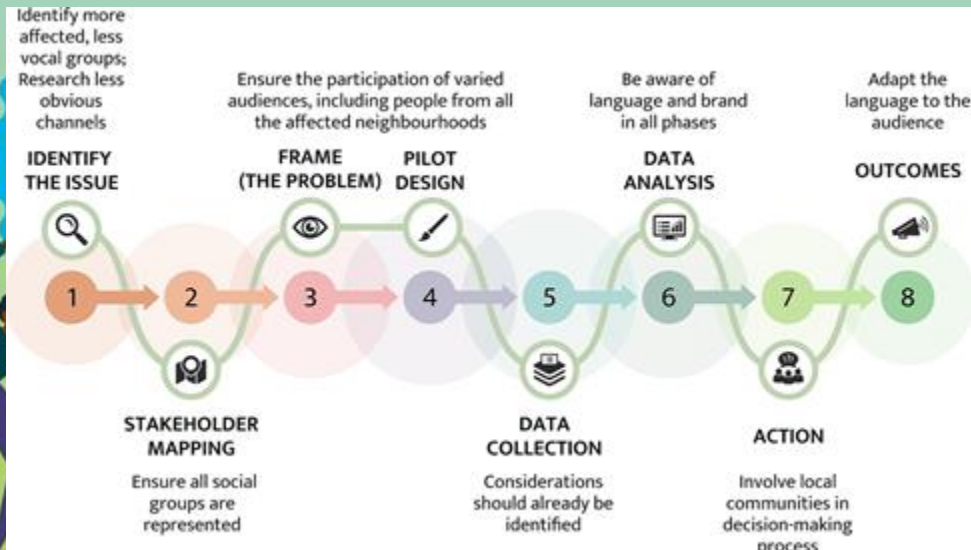 Identify more
affected, less
vocal groups;
Research less
obvious
channels
IDENTIFY
THE ISSUE
Ensure the participation of varied
audiences, including people from all
the affected neighbourhoods
FRAME
(THE PROBLEM)
PILOT
DESIGN
Be aware of
language and brand
in all phases
DATA
ANALYSIS
Adapt the
language to the
audience
OUTCOMES
1
2
3
4
5
6
7
8
STAKEHOLDER
MAPPING
Ensure all social
groups are
represented
DATA
COLLECTION
Considerations
should already be
identified
ACTION
Involve local
communities in
decision-making
process